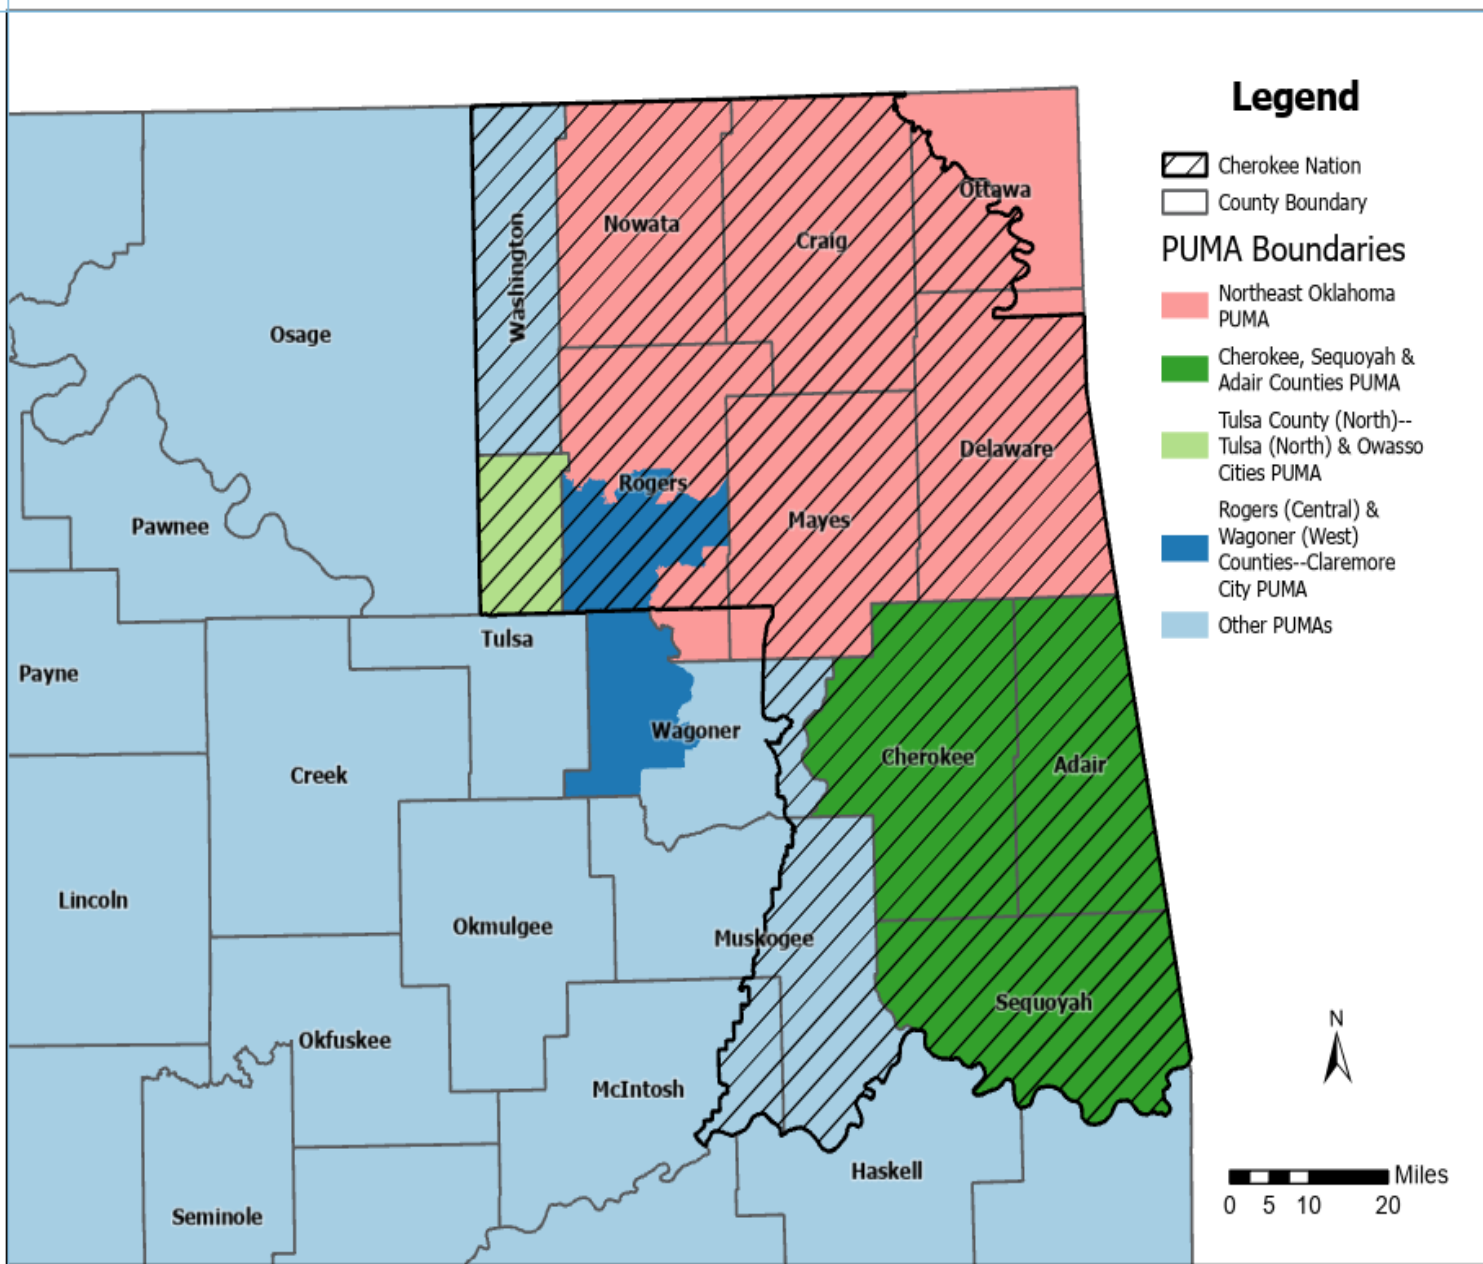 Legend
Cherokee Nation
County Boundary
PUMA Boundaries
Northeast Oklahoma
PUMA
Cherokee, Sequoyah &
Adair Counties PUMA
Tulsa County (North)--
Tulsa (North) & Owasso
Cities PUMA
Rogers (Central) &
Wagoner (West)
Counties--Claremore
City PUMA
Other PUMAs
Ottawa
Nowata
Craig
Washington
Osage
Delaware
Rogers
Mayes
Pawnee
Tulsa
Payne
Wagoner
Cherokee
Adair
Creek
Lincoln
Okmulgee
Muskogee
Sequoyah
Okfuskee
McIntosh
Haskell
Seminole
N
Miles
0 5 10 20